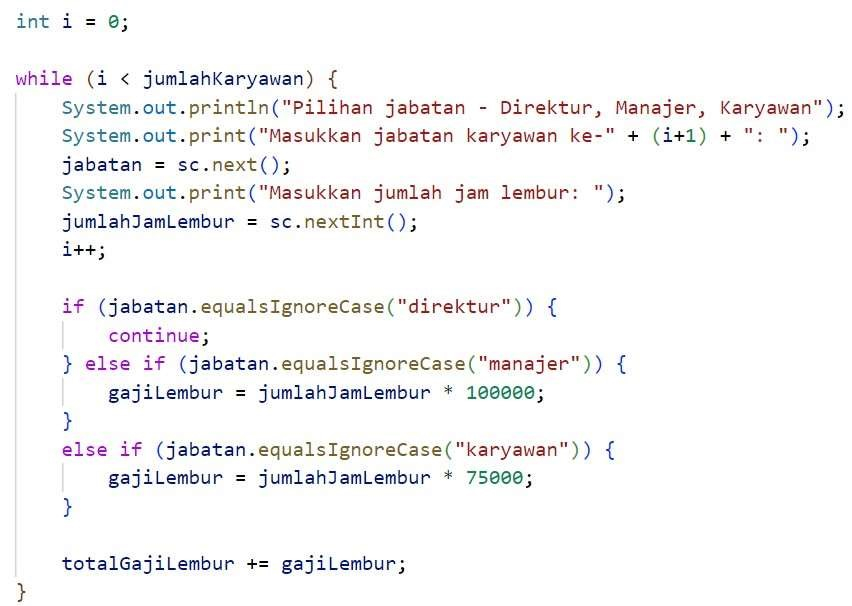 int i = 0;
while (i < jumlahKaryawan) {
System.out.println("Pilihan jabatan - Direktur, Manajer, Karyawan");
System.out.print("Masukkan jabatan karyawan ke-" + (i+1) + ": ");
jabatan = sc.next();
System.out.print("Masukkan jumlah jam lembur: ");
jumlahJamLembur = sc.nextInt();
i++;
if (jabatan.equalsIgnoreCase("direktur")) {
continue;
} else if (jabatan.equalsIgnoreCase("manajer")) {
gajiLembur = jumlahJamLembur * 100000;
}
else if (jabatan.equalsIgnoreCase("karyawan")) {
gajiLembur = jumlahJamLembur * 75000;
}
totalGajiLembur += gajiLembur;
}